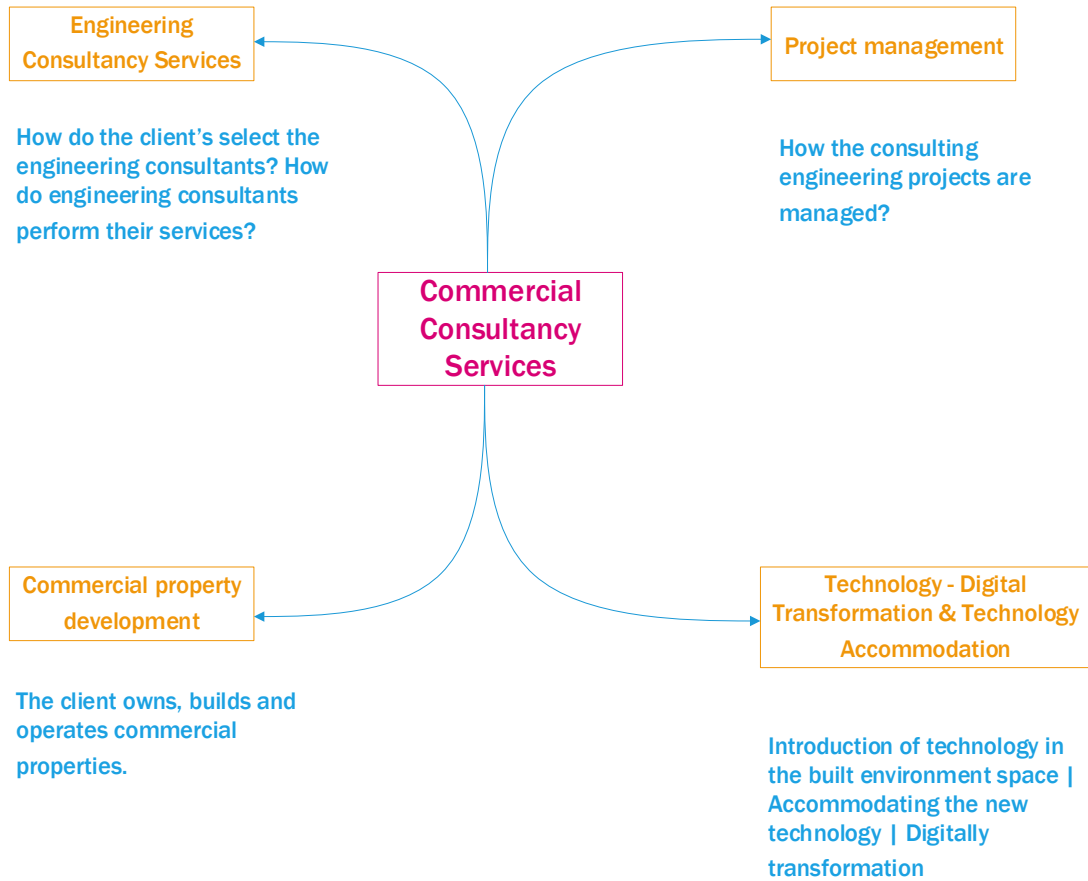 Engineering
Consultancy Services
Project management
How do the client's select the
engineering consultants? How
do engineering consultants
perform their services?
How the consulting
engineering projects are
managed?
Commercial
Consultancy
Services
Commercial property
development
Technology - Digital
Transformation & Technology
Accommodation
The client owns, builds and
operates commercial
properties.
Introduction of technology in
the built environment space |
Accommodating the new
technology | Digitally
transformation